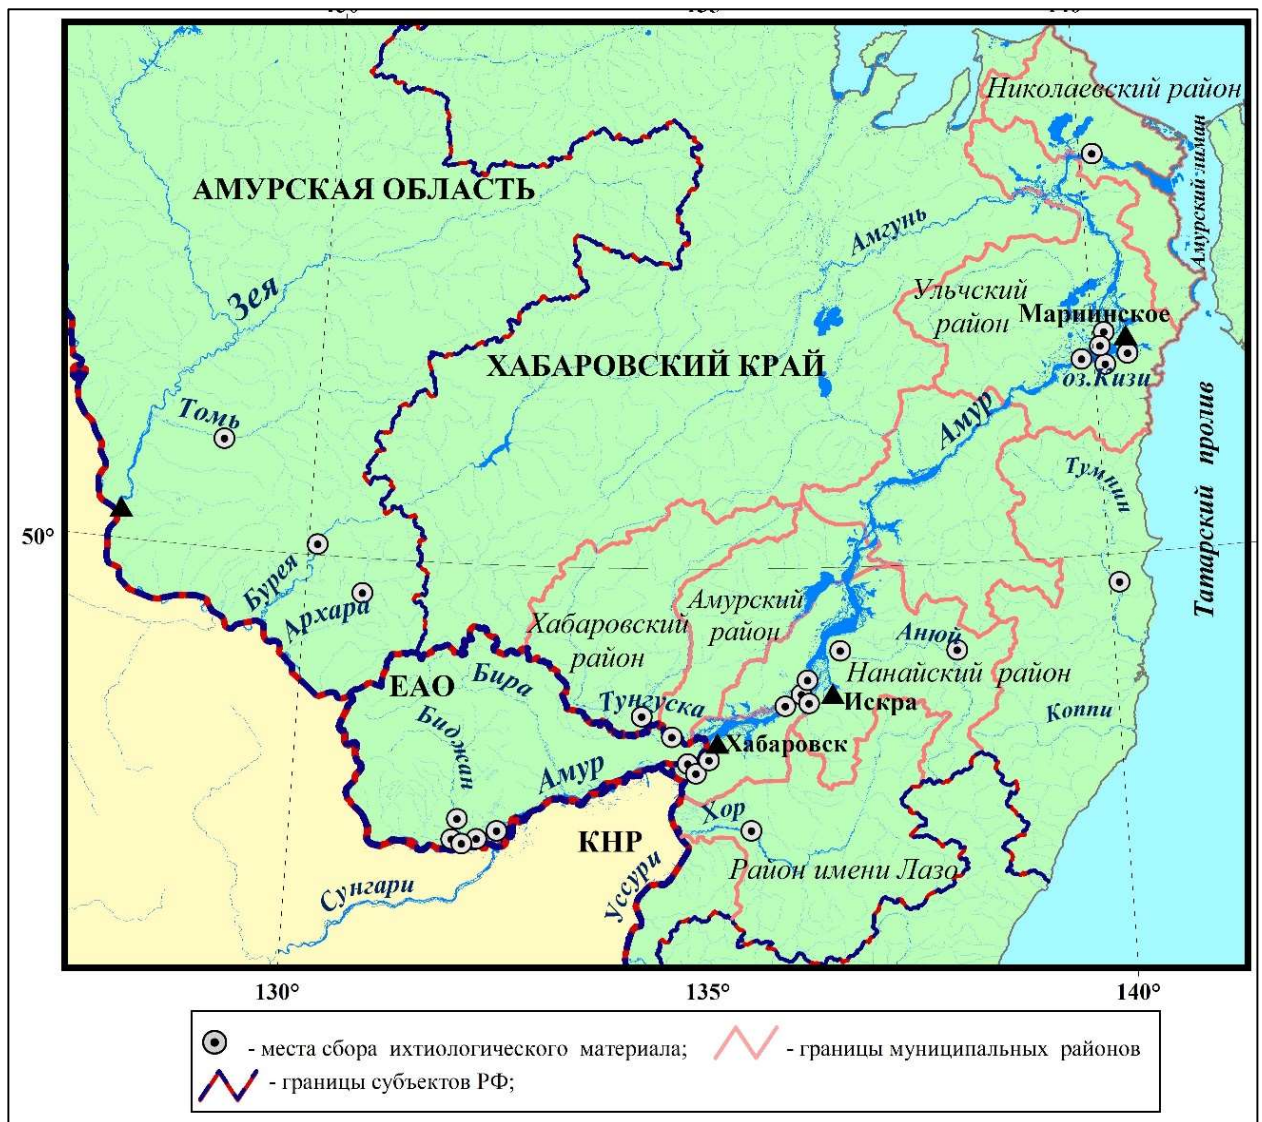 Николаевский район
АМУРСКАЯ ОБЛАСТЬ
Амурский лиман
Амгунь
Зея
Ульчский
район
Мариинское
ХАБАРОВСКИЙ КРАЙ
оз.Кизи
Томь
Амур
Татарский пролив
Тумнин
50°
Бурея
Архара
Амурский
район
Хабаровский
район
Анюй
Нанайский район
ЕАО
Бира
Тунгуска
Искра
Коппи
Биджан
Хабаровск
Амур
Хор
КНР
Район имени Лазо
Сунгари
Уссури
130°
135°
140°
- места сбора ихтиологического материала;
- границы муниципальных районов
- границы субъектов РФ;